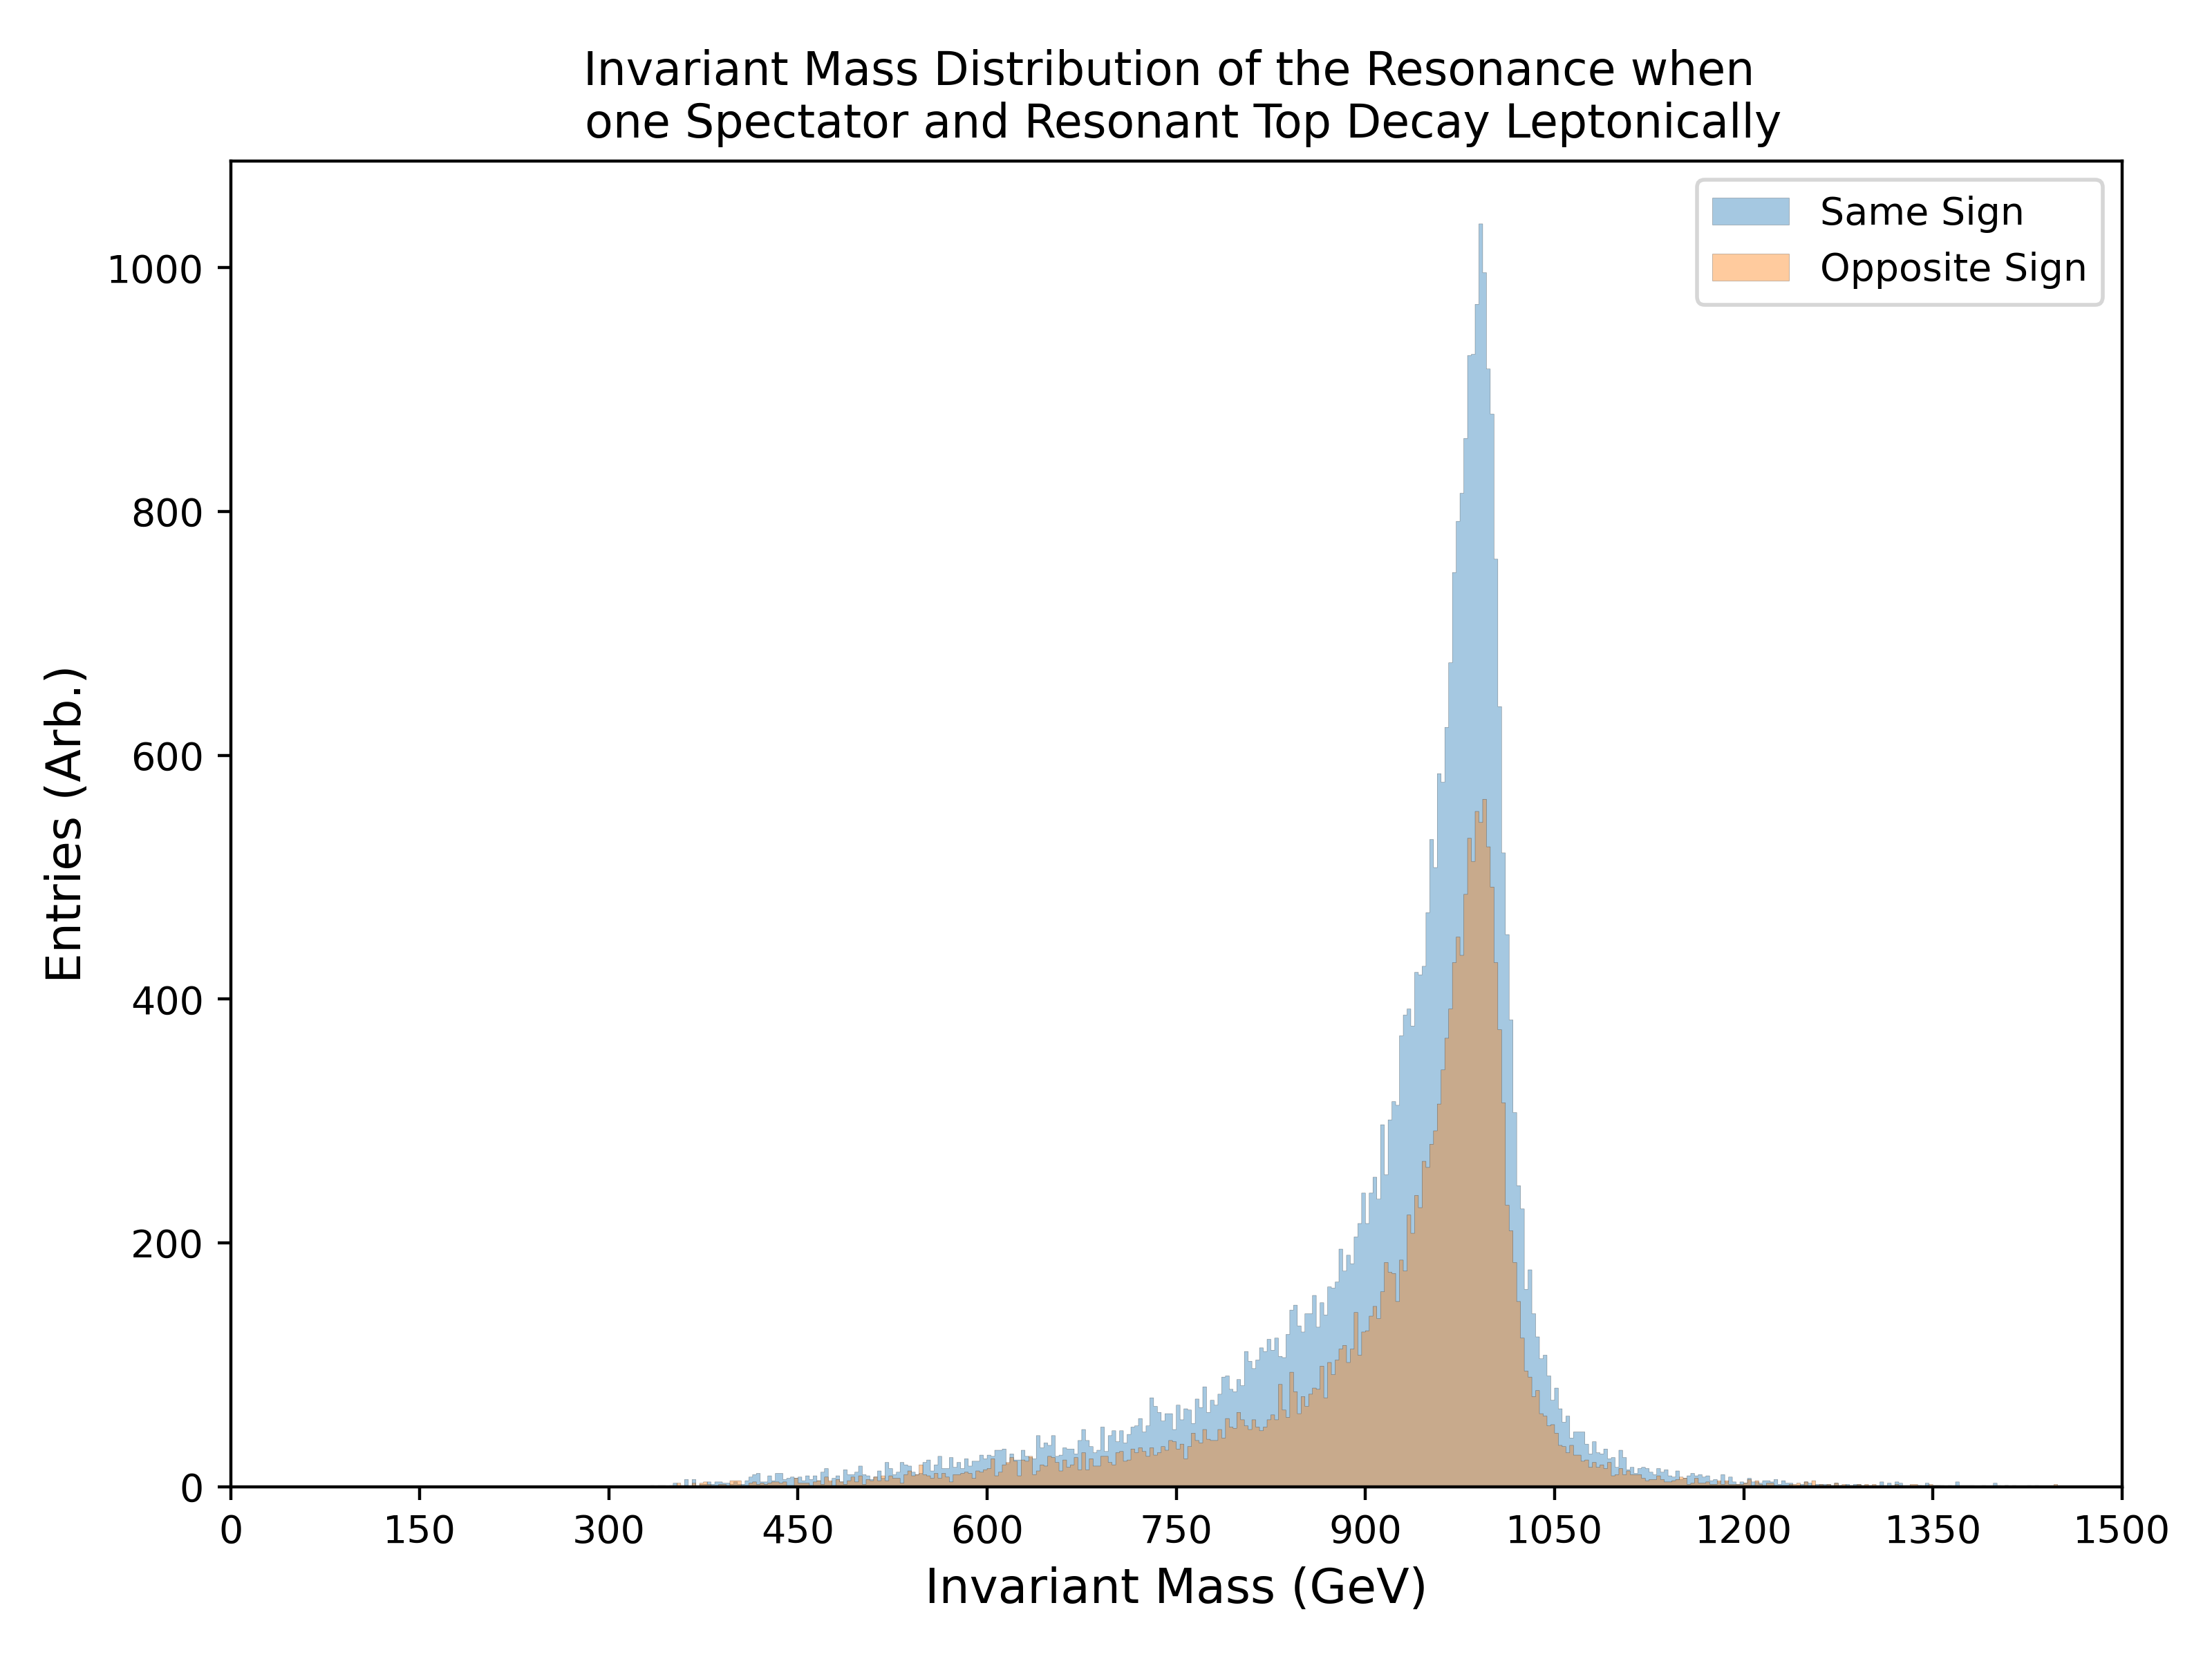 Invariant Mass Distribution of the Resonance when
one Spectator and Resonant Top Decay Leptonically
Same Sign
Opposite Sign
Entries (Arb.)
1000
800
600
400
200
0
0 150 300 450 600 750 900 1050 1200 1350 1500
Invariant Mass (GeV)